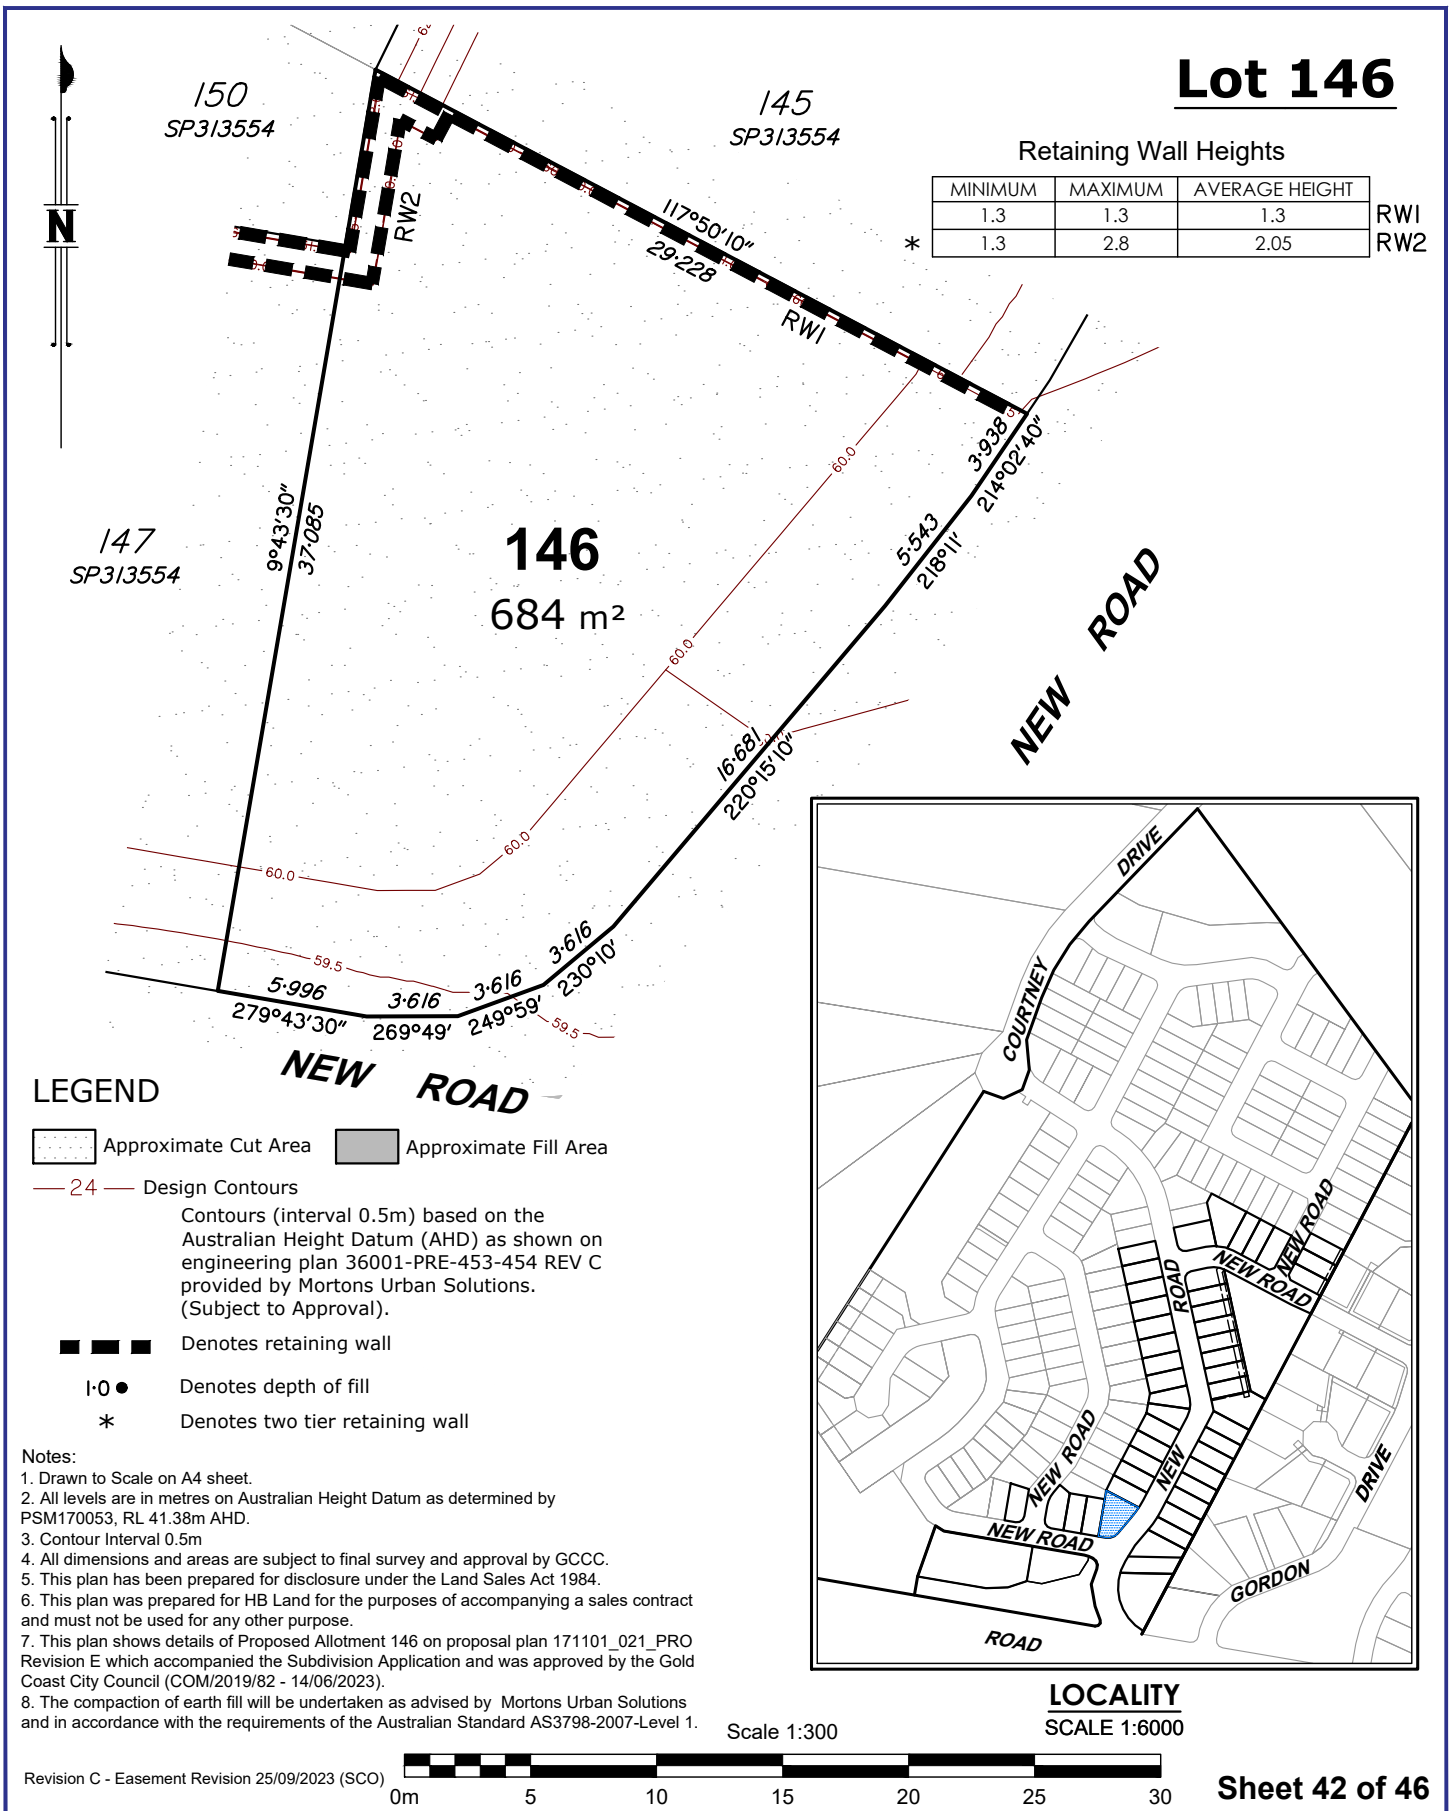 Lot 146
150
SP313554
145
SP313554
N
Retaining Wall Heights
MINIMUM MAXIMUM AVERAGE HEIGHT
1.3 1.3 1.3 RW1
* 1.3 2.8 2.05 RW2
RW2
117°50'10"
29·228
RW1
3·938
214°02'40"
60.0
5·543
218°11'
9°43'30"
37·085
147
SP313554
146
684 m²
NEW ROAD
60.0
16·681
220°15'10"
60.0
60.0
59.5
3·616
230°10'
5·996
279°43'30"
3·616
269°49'
3·616
249°59'
59.5
NEW ROAD
LEGEND
Approximate Cut Area
Approximate Fill Area
24 Design Contours
Contours (interval 0.5m) based on the
Australian Height Datum (AHD) as shown on
engineering plan 36001-PRE-453-454 REV C
provided by Mortons Urban Solutions.
(Subject to Approval).
Denotes retaining wall
1·0 Denotes depth of fill
* Denotes two tier retaining wall
Notes:
1. Drawn to Scale on A4 sheet.
2. All levels are in metres on Australian Height Datum as determined by
PSM170053, RL 41.38m AHD.
3. Contour Interval 0.5m
4. All dimensions and areas are subject to final survey and approval by GCCC.
5. This plan has been prepared for disclosure under the Land Sales Act 1984.
6. This plan was prepared for HB Land for the purposes of accompanying a sales contract
and must not be used for any other purpose.
7. This plan shows details of Proposed Allotment 146 on proposal plan 171101_021_PRO
Revision E which accompanied the Subdivision Application and was approved by the Gold
Coast City Council (COM/2019/82 - 14/06/2023).
8. The compaction of earth fill will be undertaken as advised by Mortons Urban Solutions
and in accordance with the requirements of the Australian Standard AS3798-2007-Level 1.
COURTNEY DRIVE
NEW ROAD
NEW ROAD
NEW ROAD
NEW ROAD
NEW ROAD
GORDON DRIVE
ROAD
LOCALITY
SCALE 1:6000
Scale 1:300
0m 5 10 15 20 25 30
Revision C - Easement Revision 25/09/2023 (SCO)
Sheet 42 of 46